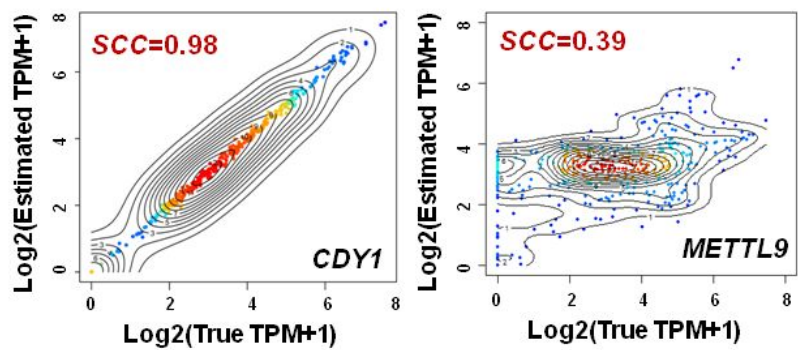 SCC=0.98
Log2(Estimated TPM+1)
8
6
4
2
0
CDY1
0 2 4 6 8
Log2(True TPM+1)
SCC=0.39
Log2(Estimated TPM+1)
8
6
4
2
0
METTL9
0 2 4 6 8
Log2(True TPM+1)